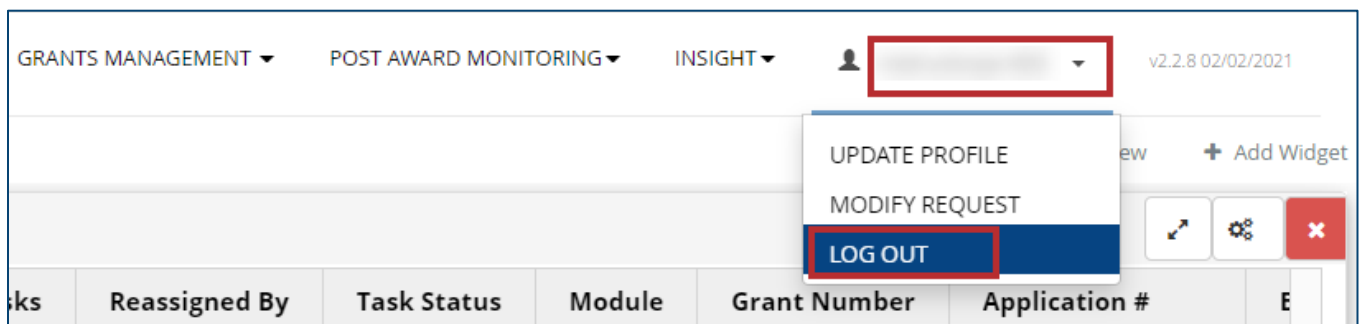 GRANTS MANAGEMENT POST AWARD MONITORING INSIGHT v2.2.8 02/02/2021
UPDATE PROFILE
Add Widget
MODIFY REQUEST
LOG OUT
Reassigned By Task Status Module Grant Number Application #